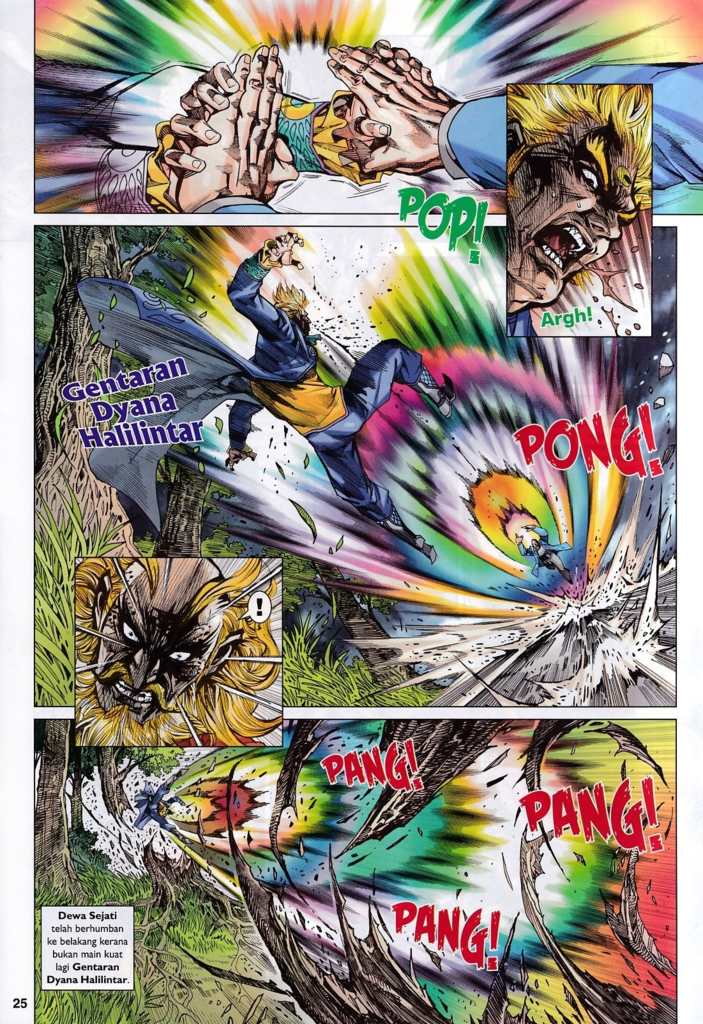 POP!
Argh!
Gentaran
Dyana
Halilintar
PONG!
!
PANG!
PANG!
PANG!
Dewa Sejati
telah berhumban
ke belakang kerana
bukan main kuat
lagi Gentaran
Dyana Halilintar.
25